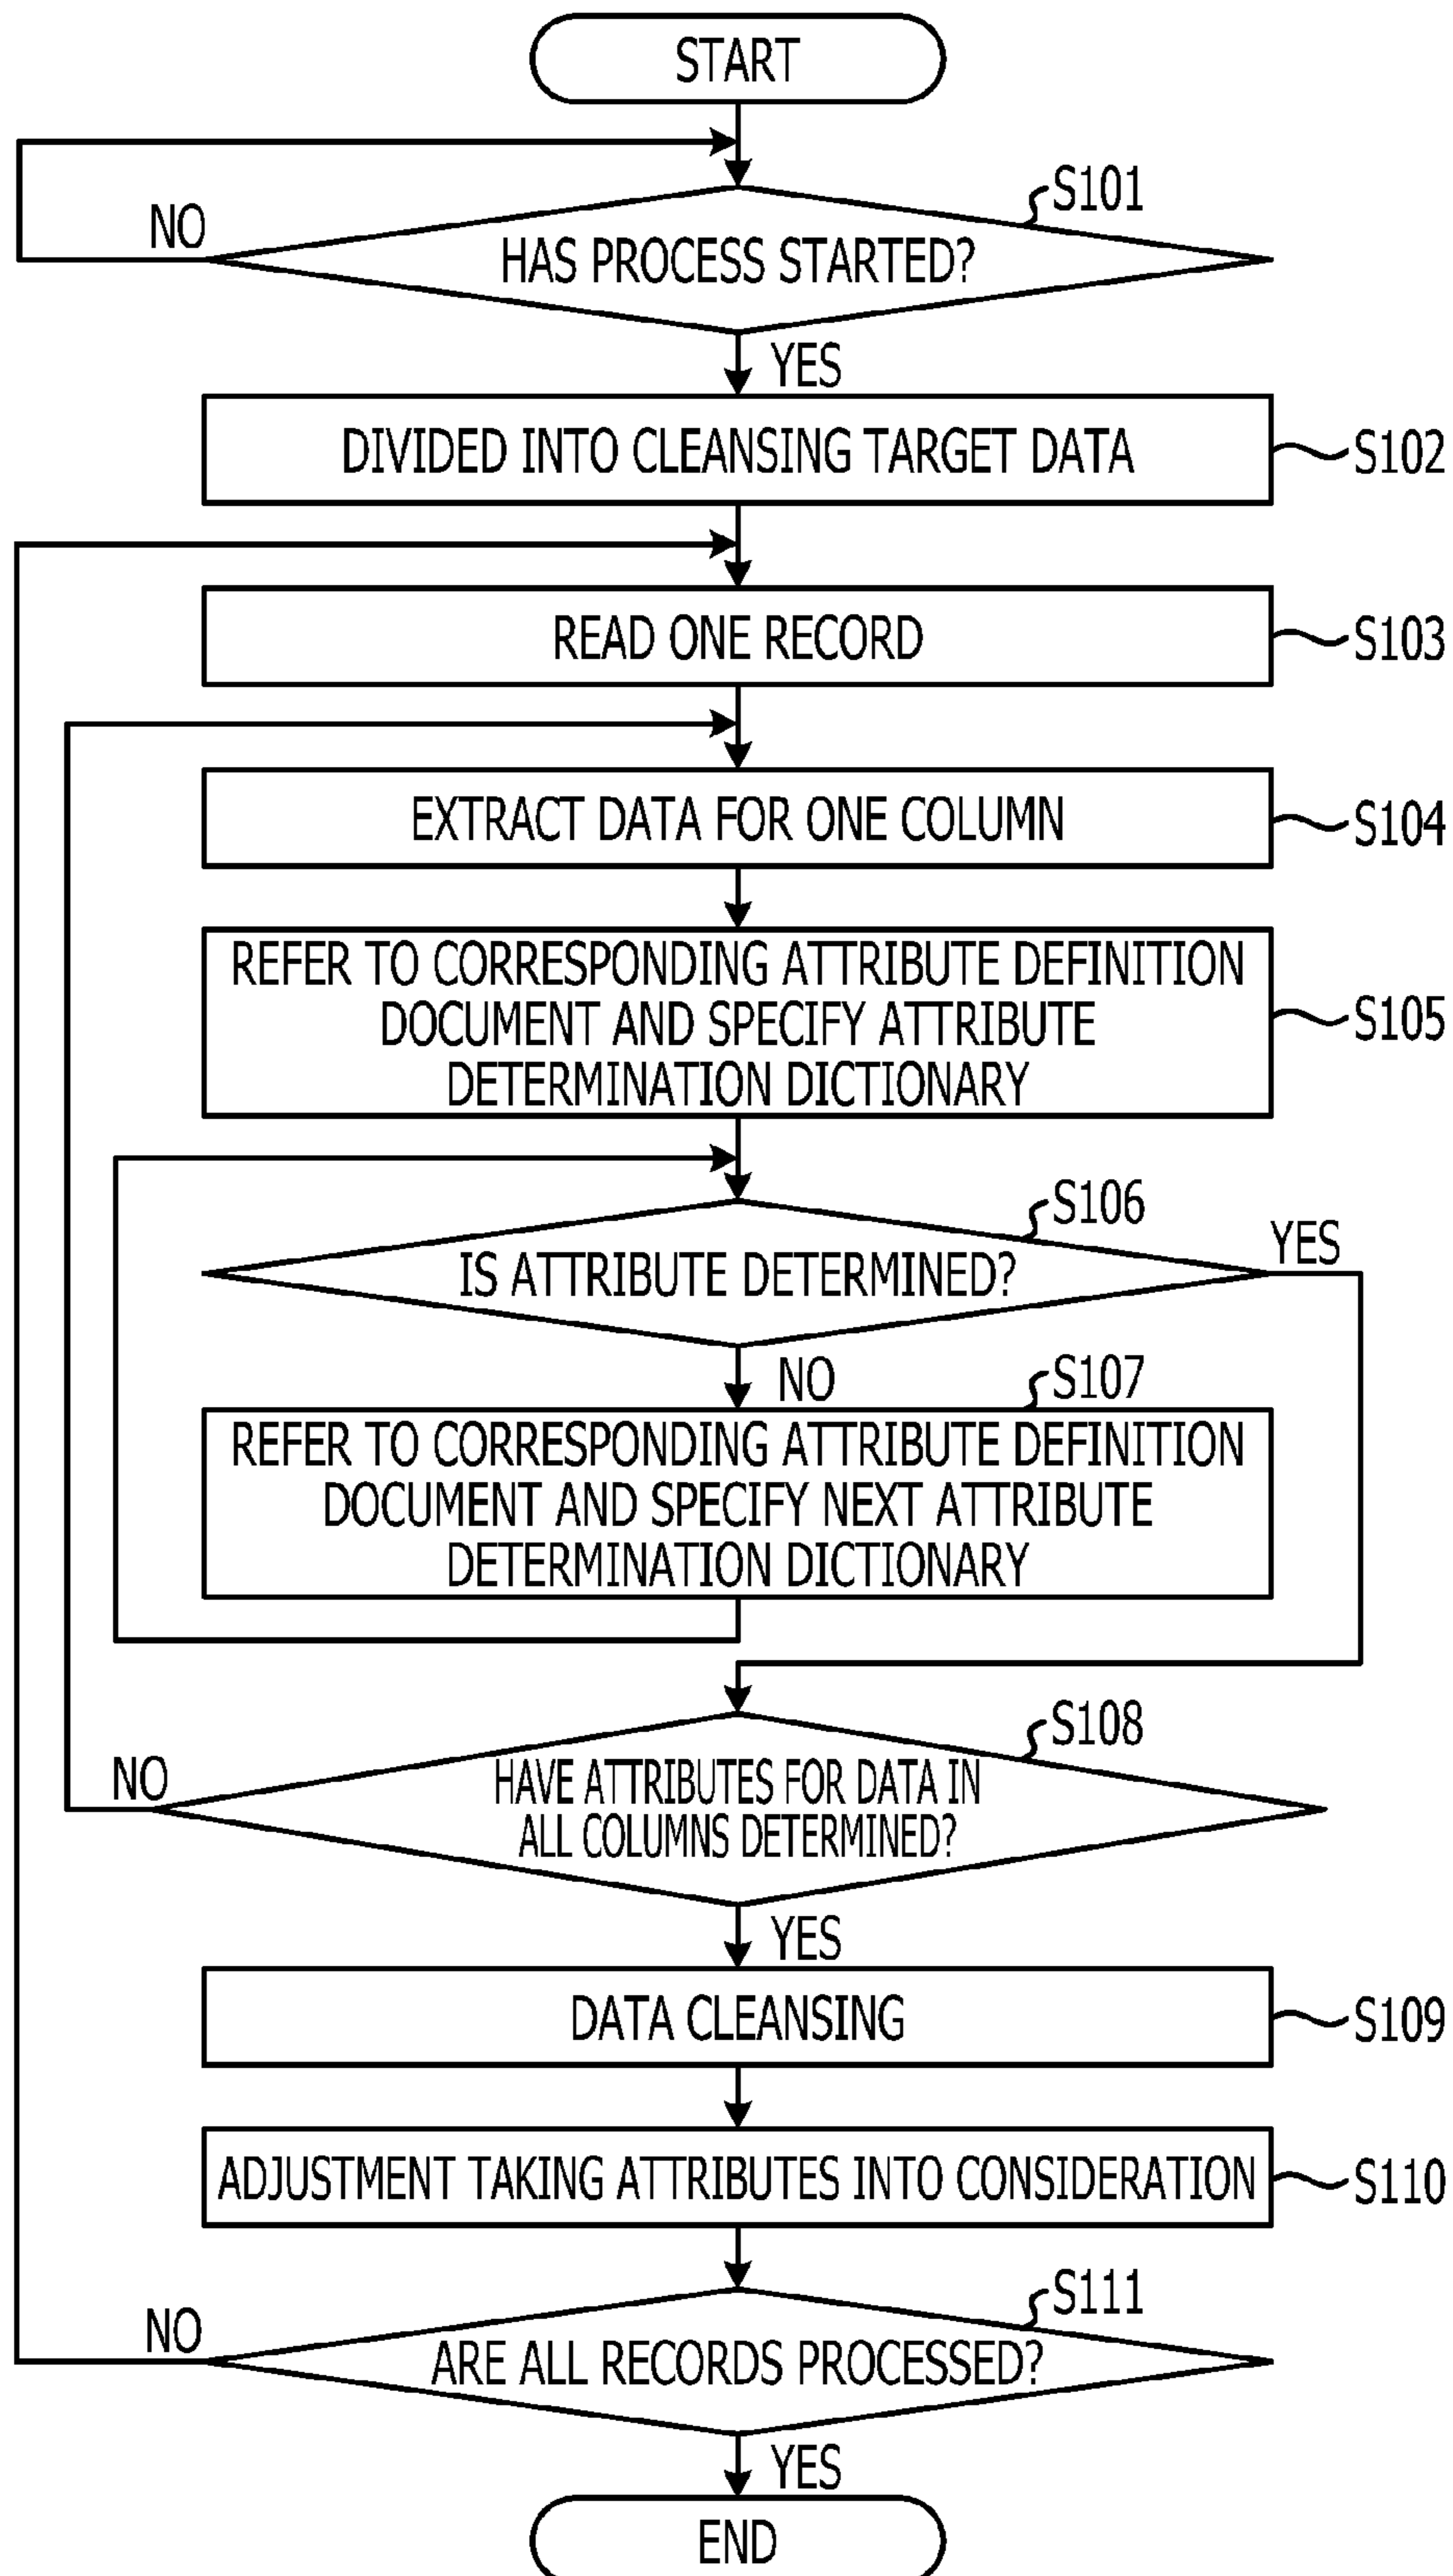 START
S101
NO
HAS PROCESS STARTED?
YES
DIVIDED INTO CLEANSING TARGET DATA
S102
READ ONE RECORD
S103
EXTRACT DATA FOR ONE COLUMN
S104
REFER TO CORRESPONDING ATTRIBUTE DEFINITION
DOCUMENT AND SPECIFY ATTRIBUTE
DETERMINATION DICTIONARY
S105
S106
YES
IS ATTRIBUTE DETERMINED?
NO
S107
REFER TO CORRESPONDING ATTRIBUTE DEFINITION
DOCUMENT AND SPECIFY NEXT ATTRIBUTE
DETERMINATION DICTIONARY
S108
NO
HAVE ATTRIBUTES FOR DATA IN
ALL COLUMNS DETERMINED?
YES
DATA CLEANSING
S109
ADJUSTMENT TAKING ATTRIBUTES INTO CONSIDERATION
S110
S111
NO
ARE ALL RECORDS PROCESSED?
YES
END